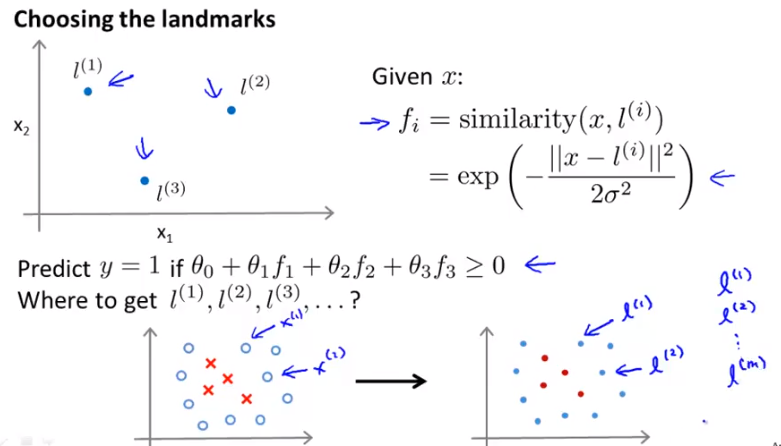 Choosing the landmarks
l^{(1)}
l^{(2)}
l^{(3)}
x₂
x₁
Given x:
→ f_i = similarity(x, l^{(i)})
= exp(−||x − l^{(i)}||² / 2σ²) ←
Predict y = 1 if θ₀ + θ₁f₁ + θ₂f₂ + θ₃f₃ ≥ 0 ←
Where to get l^{(1)}, l^{(2)}, l^{(3)}, ...?
x^{(1)}
x^{(2)}
l^{(1)}
l^{(2)}
l^{(1)}
l^{(2)}
⋮
l^{(m)}